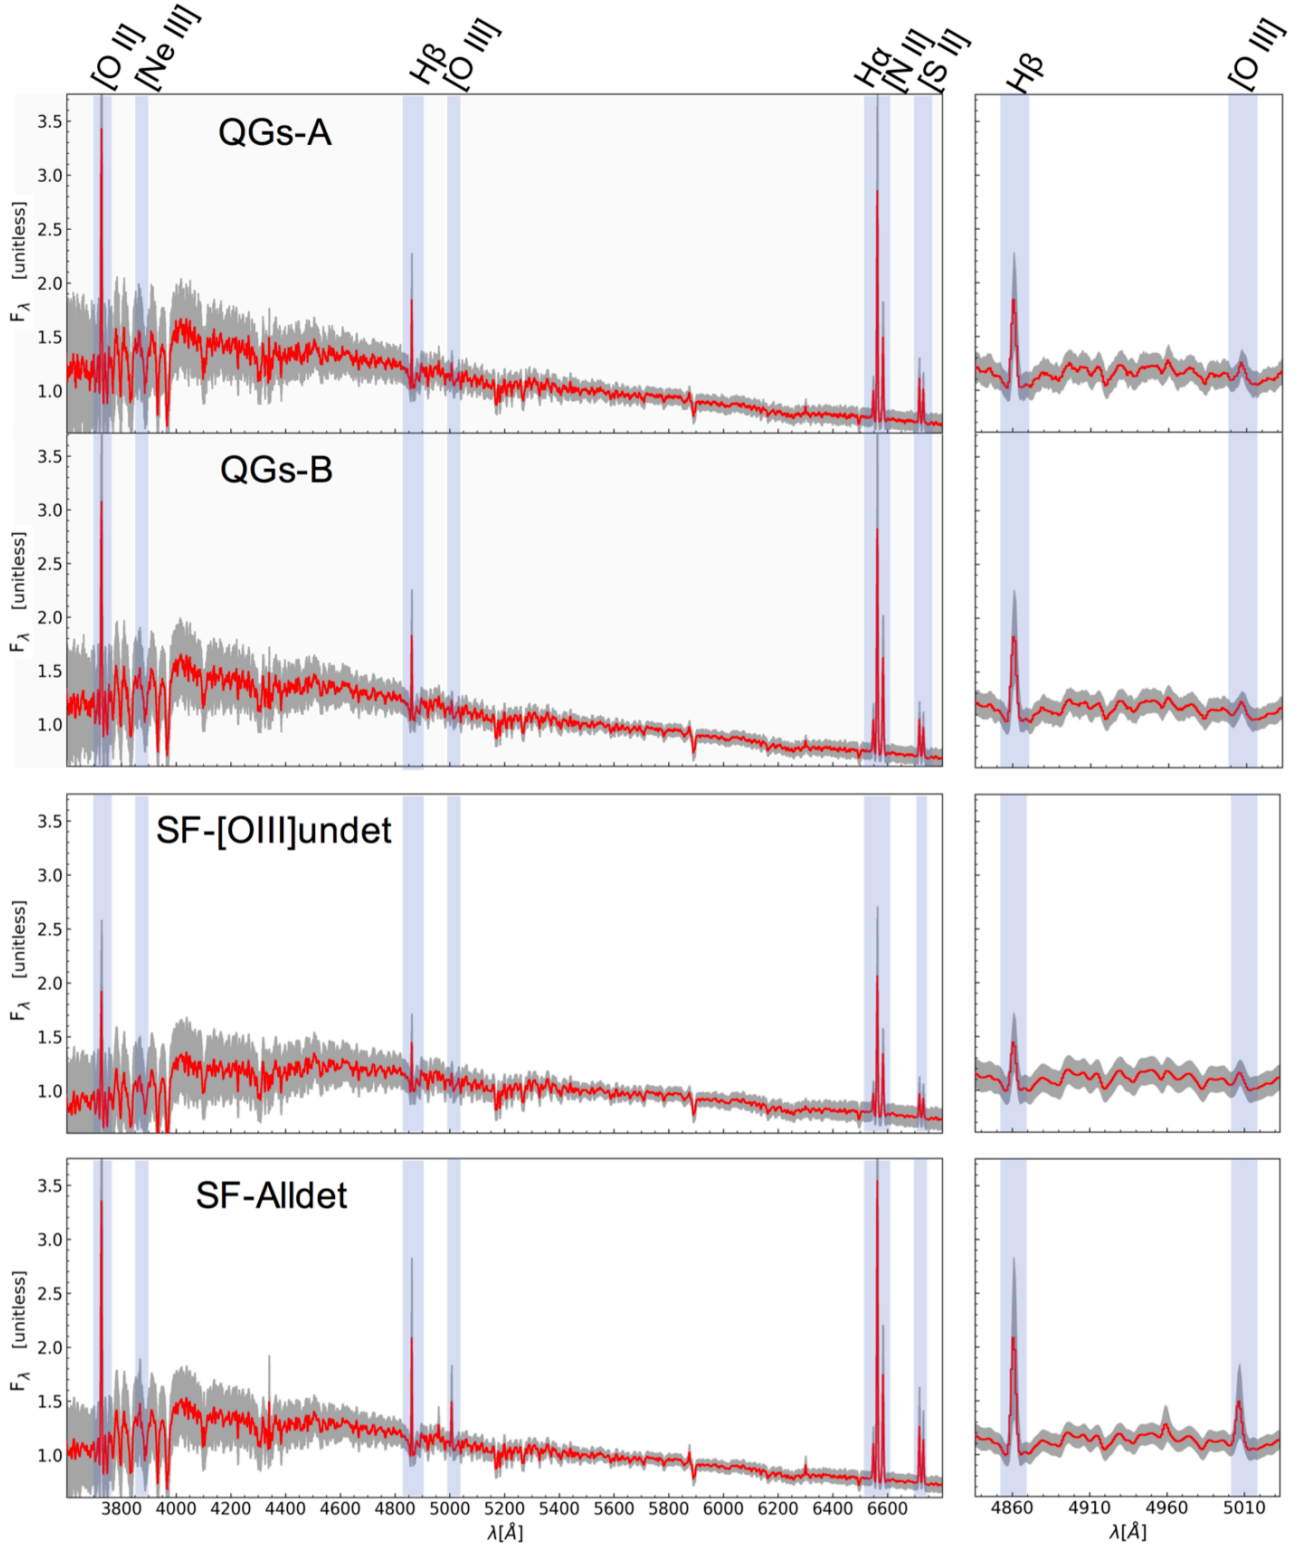 [O II] [Ne III] Hβ [O III] Hα [N II] [S II] Hβ [O III]
QGs-A
3.5
3.0
2.5
2.0
1.5
1.0
Fλ [unitless]
QGs-B
3.5
3.0
2.5
2.0
1.5
1.0
Fλ [unitless]
SF-[OIII]undet
3.5
3.0
2.5
2.0
1.5
1.0
Fλ [unitless]
SF-Alldet
3.5
3.0
2.5
2.0
1.5
1.0
Fλ [unitless]
3800 4000 4200 4400 4600 4800 5000 5200 5400 5600 5800 6000 6200 6400 6600
λ[Å]
4860 4910 4960 5010
λ[Å]